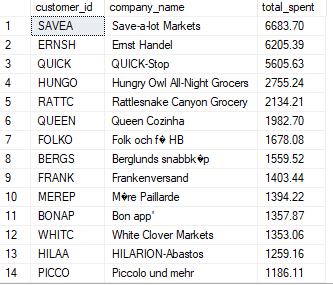 customer_id company_name total_spent
1 SAVEA Save-a-lot Markets 6683.70
2 ERNSH Ernst Handel 6205.39
3 QUICK QUICK-Stop 5605.63
4 HUNGO Hungry Owl All-Night Grocers 2755.24
5 RATTC Rattlesnake Canyon Grocery 2134.21
6 QUEEN Queen Cozinha 1982.70
7 FOLKO Folk och f� HB 1678.08
8 BERGS Berglunds snabbk�p 1559.52
9 FRANK Frankenversand 1403.44
10 MEREP M�re Paillarde 1394.22
11 BONAP Bon app' 1357.87
12 WHITC White Clover Markets 1353.06
13 HILAA HILARION-Abastos 1259.16
14 PICCO Piccolo und mehr 1186.11